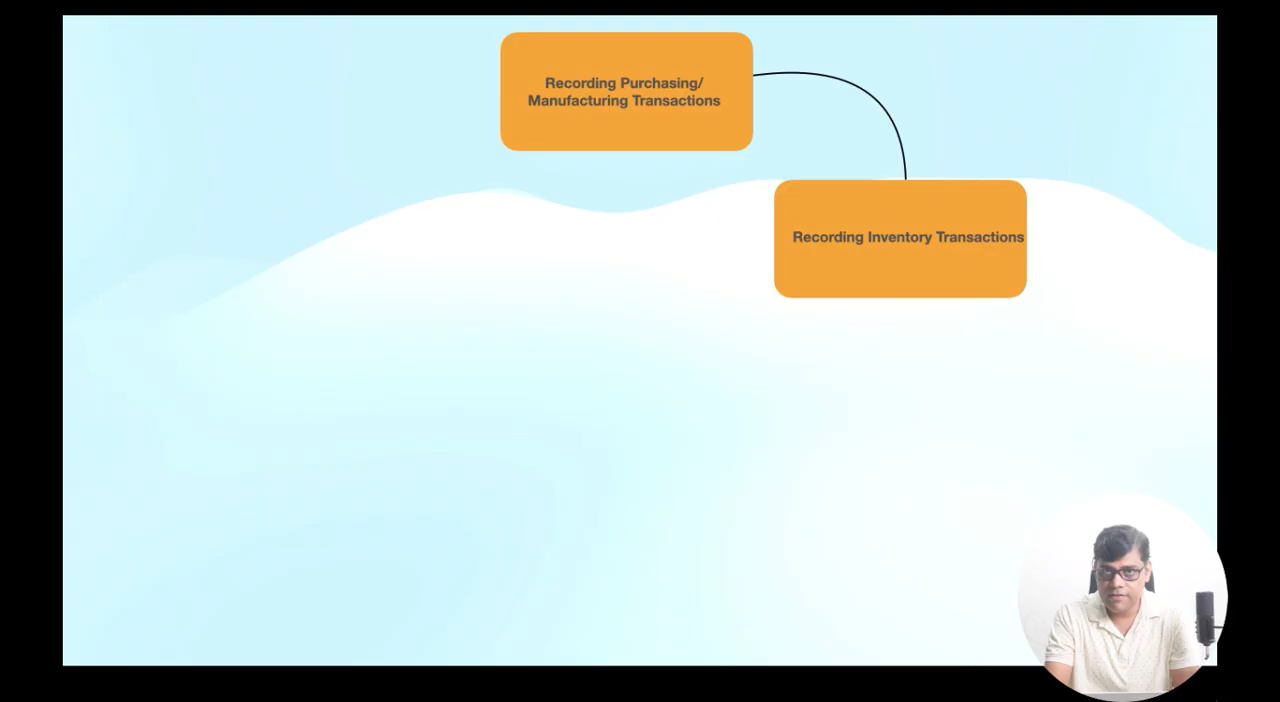 Recording Purchasing/
Manufacturing Transactions
Recording Inventory Transactions